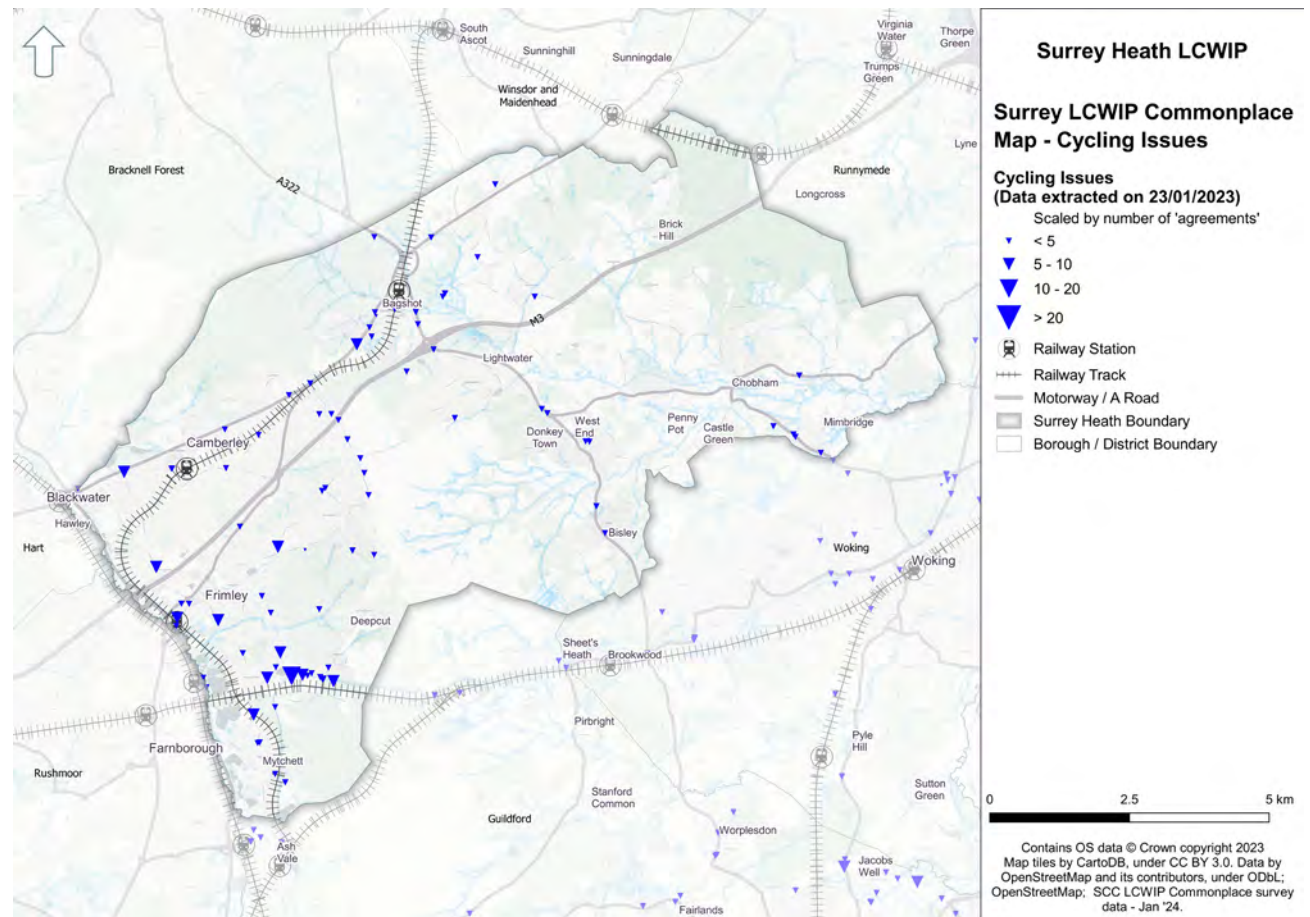 South
Ascot
Sunninghill
Sunningdale
Virginia
Water
Thorpe
Green
Trumps
Green
Winsdor and
Maidenhead
Lyne
Bracknell Forest
A322
Runnymede
Longcross
Brick
Hill
Bagshot
M3
Lightwater
Chobham
Donkey
Town
West
End
Penny
Pot
Castle
Green
Mimbridge
Camberley
Blackwater
Hawley
Hart
Bisley
Woking
Woking
Frimley
Deepcut
Sheet's
Heath
Brookwood
Pirbright
Pyle
Hill
Farnborough
Mytchett
Rushmoor
Stanford
Common
Sutton
Green
Guildford
Worplesdon
Ash
Vale
Jacobs
Well
Fairlands
Surrey Heath LCWIP
Surrey LCWIP Commonplace
Map - Cycling Issues
Cycling Issues
(Data extracted on 23/01/2023)
Scaled by number of 'agreements'
< 5
5 - 10
10 - 20
> 20
Railway Station
Railway Track
Motorway / A Road
Surrey Heath Boundary
Borough / District Boundary
0 2.5 5 km
Contains OS data © Crown copyright 2023
Map tiles by CartoDB, under CC BY 3.0. Data by
OpenStreetMap and its contributors, under ODbL;
OpenStreetMap; SCC LCWIP Commonplace survey
data - Jan '24.